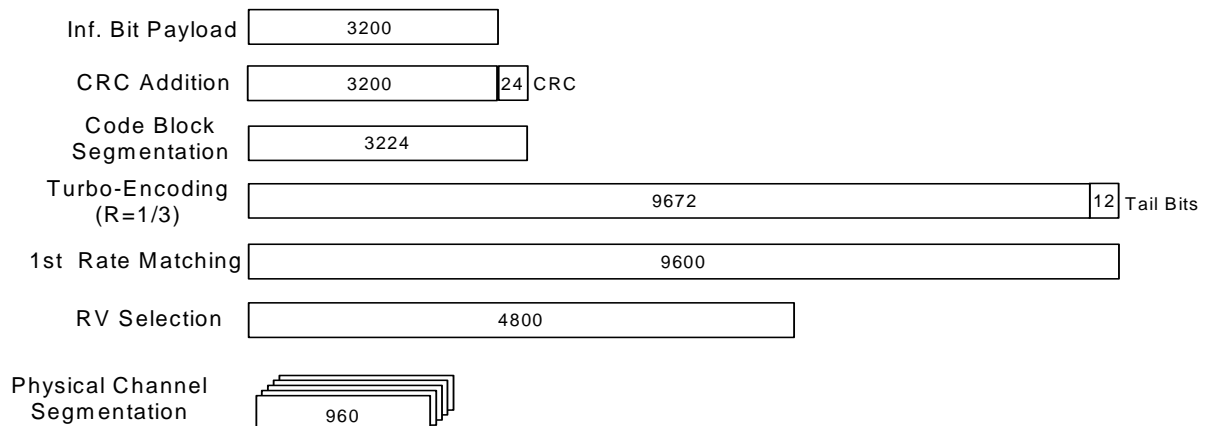 Inf. Bit Payload 3200
CRC Addition 3200 24 CRC
Code Block
Segmentation 3224
Turbo-Encoding
(R=1/3) 9672 12 Tail Bits
1st Rate Matching 9600
RV Selection 4800
Physical Channel
Segmentation 960